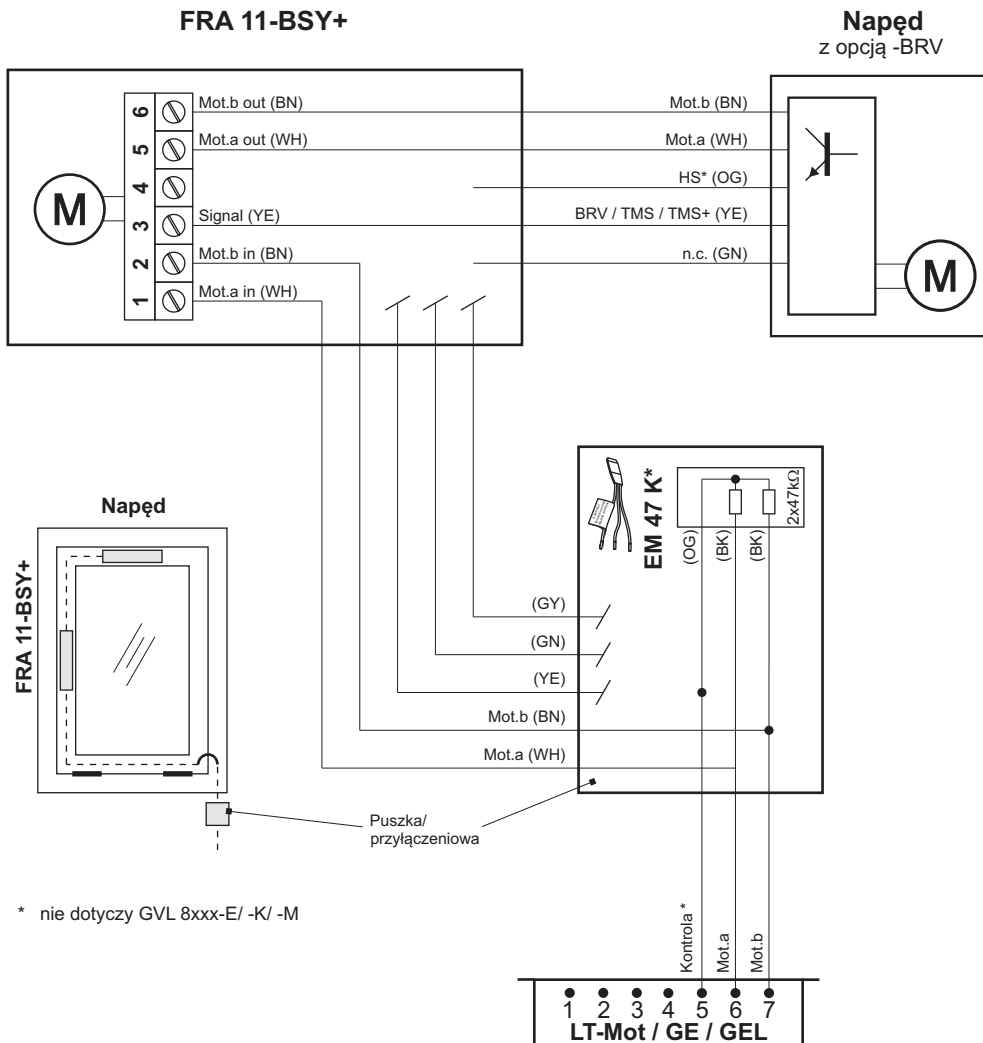 FRA 11-BSY+
Napęd
z opcją -BRV
6
Mot.b out (BN)
Mot.b (BN)
5
Mot.a out (WH)
Mot.a (WH)
4
HS* (OG)
M
3
Signal (YE)
BRV / TMS / TMS+ (YE)
2
Mot.b in (BN)
n.c. (GN)
M
1
Mot.a in (WH)
EM 47 K*
2x47kΩ
(OG)
(BK)
(BK)
Napęd
FRA 11-BSY+
(GY)
(GN)
(YE)
Mot.b (BN)
Mot.a (WH)
Puszka/
przyłączeniowa
* nie dotyczy GVL 8xxx-E/ -K/ -M
Kontrola *
Mot.a
Mot.b
1 2 3 4 5 6 7
LT-Mot / GE / GEL